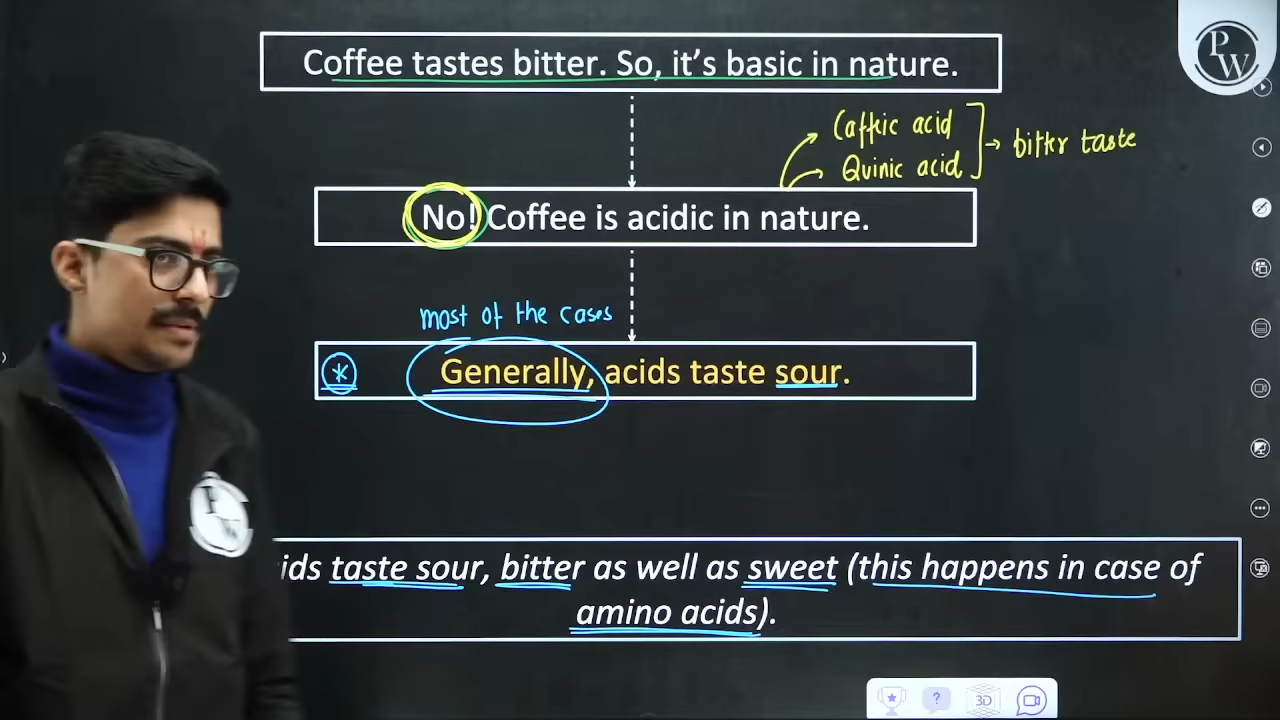 Coffee tastes bitter. So, it's basic in nature.
P
W
Caffeic acid
Quinic acid
bitter taste
No! Coffee is acidic in nature.
most of the cases
* Generally, acids taste sour.
P
W
ids taste sour, bitter as well as sweet (this happens in case of
amino acids).
?
3D